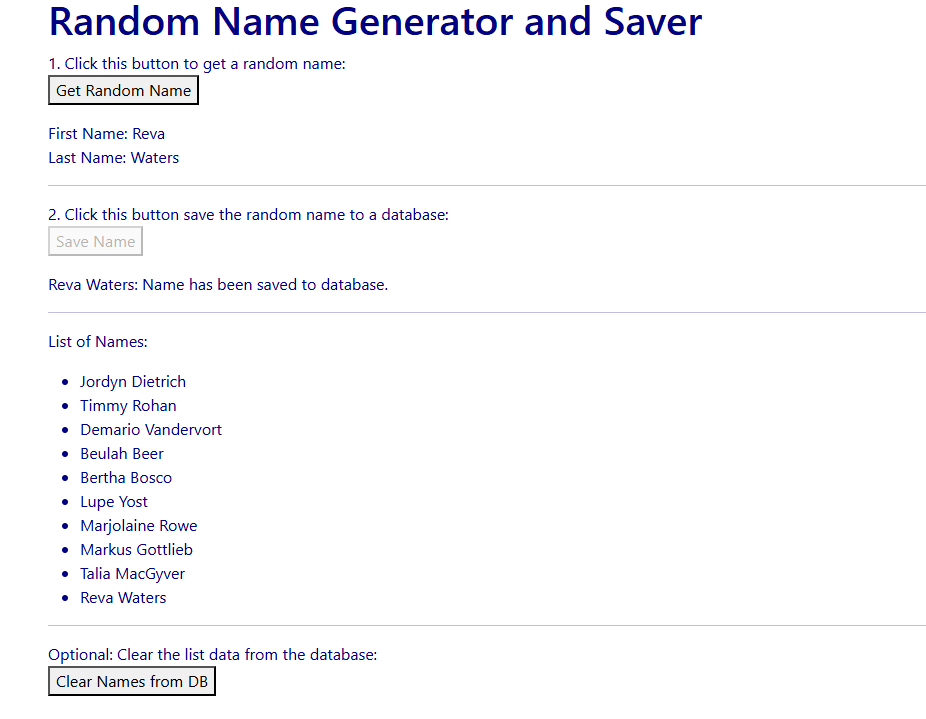 Random Name Generator and Saver
1. Click this button to get a random name:
Get Random Name
First Name: Reva
Last Name: Waters
2. Click this button save the random name to a database:
Save Name
Reva Waters: Name has been saved to database.
List of Names:
• Jordyn Dietrich
• Timmy Rohan
• Demario Vandervort
• Beulah Beer
• Bertha Bosco
• Lupe Yost
• Marjolaine Rowe
• Markus Gottlieb
• Talia MacGyver
• Reva Waters
Optional: Clear the list data from the database:
Clear Names from DB